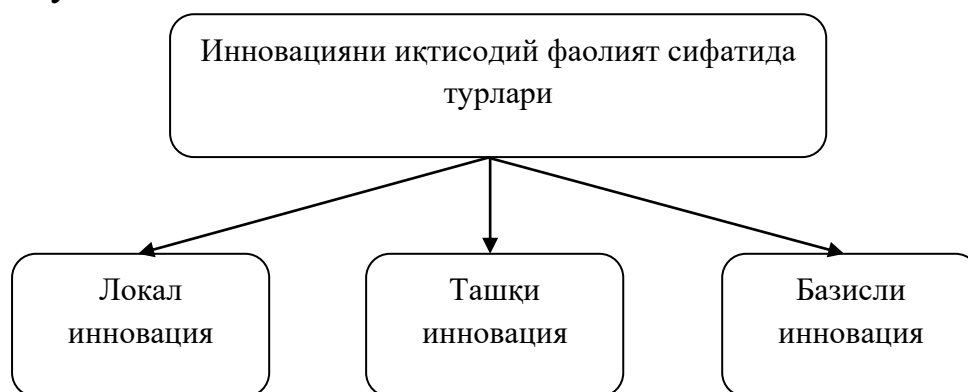 Инновацияни иқтисодий фаолият сифатида
турлари
Локал
инновация
Ташқи
инновация
Базисли
инновация